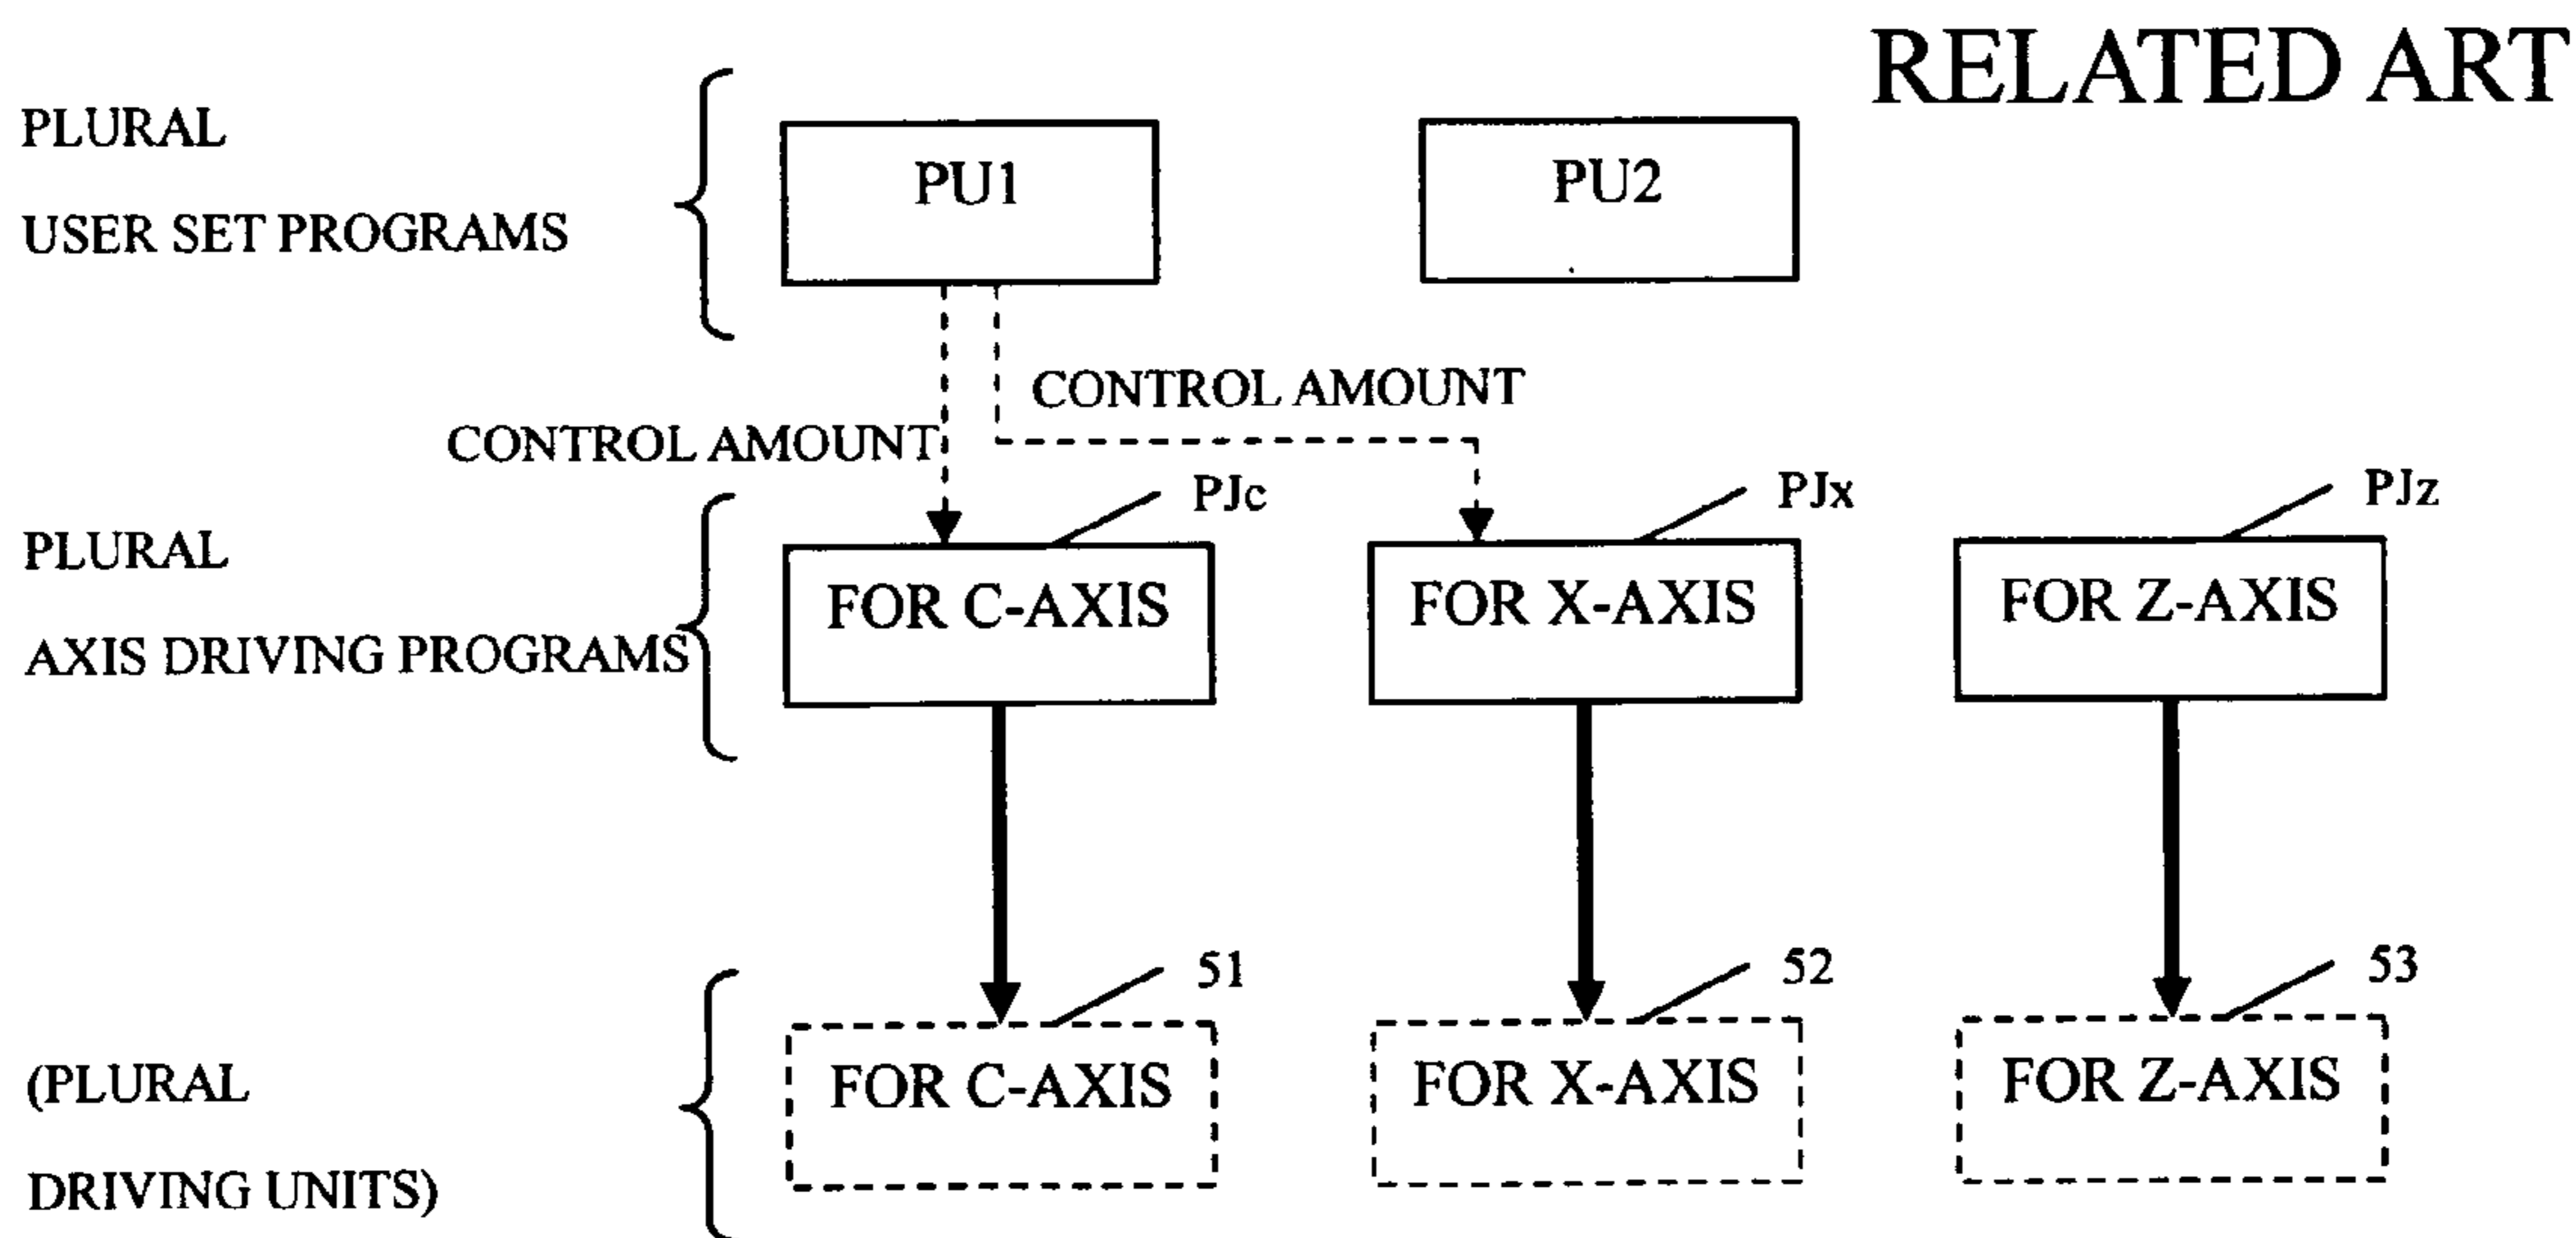 RELATED ART
PLURAL
USER SET PROGRAMS
PU1
PU2
CONTROL AMOUNT
CONTROL AMOUNT
PLURAL
AXIS DRIVING PROGRAMS
PJc
PJx
PJz
FOR C-AXIS
FOR X-AXIS
FOR Z-AXIS
51
52
53
(PLURAL
DRIVING UNITS)
FOR C-AXIS
FOR X-AXIS
FOR Z-AXIS